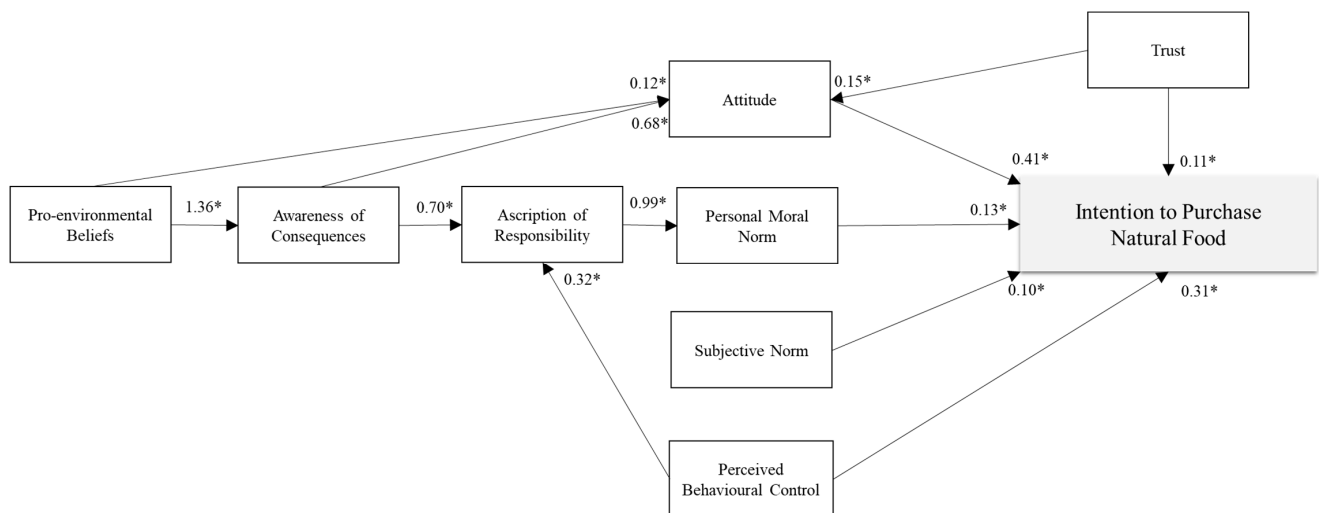 Trust
0.12*
0.15*
Attitude
0.68*
0.41*
0.11*
Pro-environmental
Beliefs
1.36*
Awareness of
Consequences
0.70*
Ascription of
Responsibility
0.99*
Personal Moral
Norm
0.13*
Intention to Purchase
Natural Food
0.32*
0.10*
0.31*
Subjective Norm
Perceived
Behavioural Control